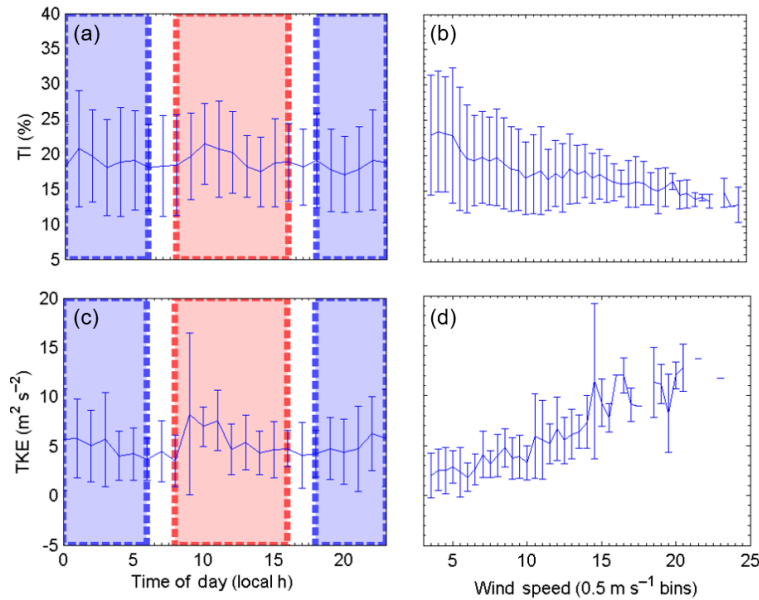 (a)
(b)
40
35
30
25
20
15
10
5
TI (%)
(c)
(d)
20
15
10
5
0
-5
TKE (m² s⁻²)
0 5 10 15 20
5 10 15 20 25
Time of day (local h)
Wind speed (0.5 m s⁻¹ bins)